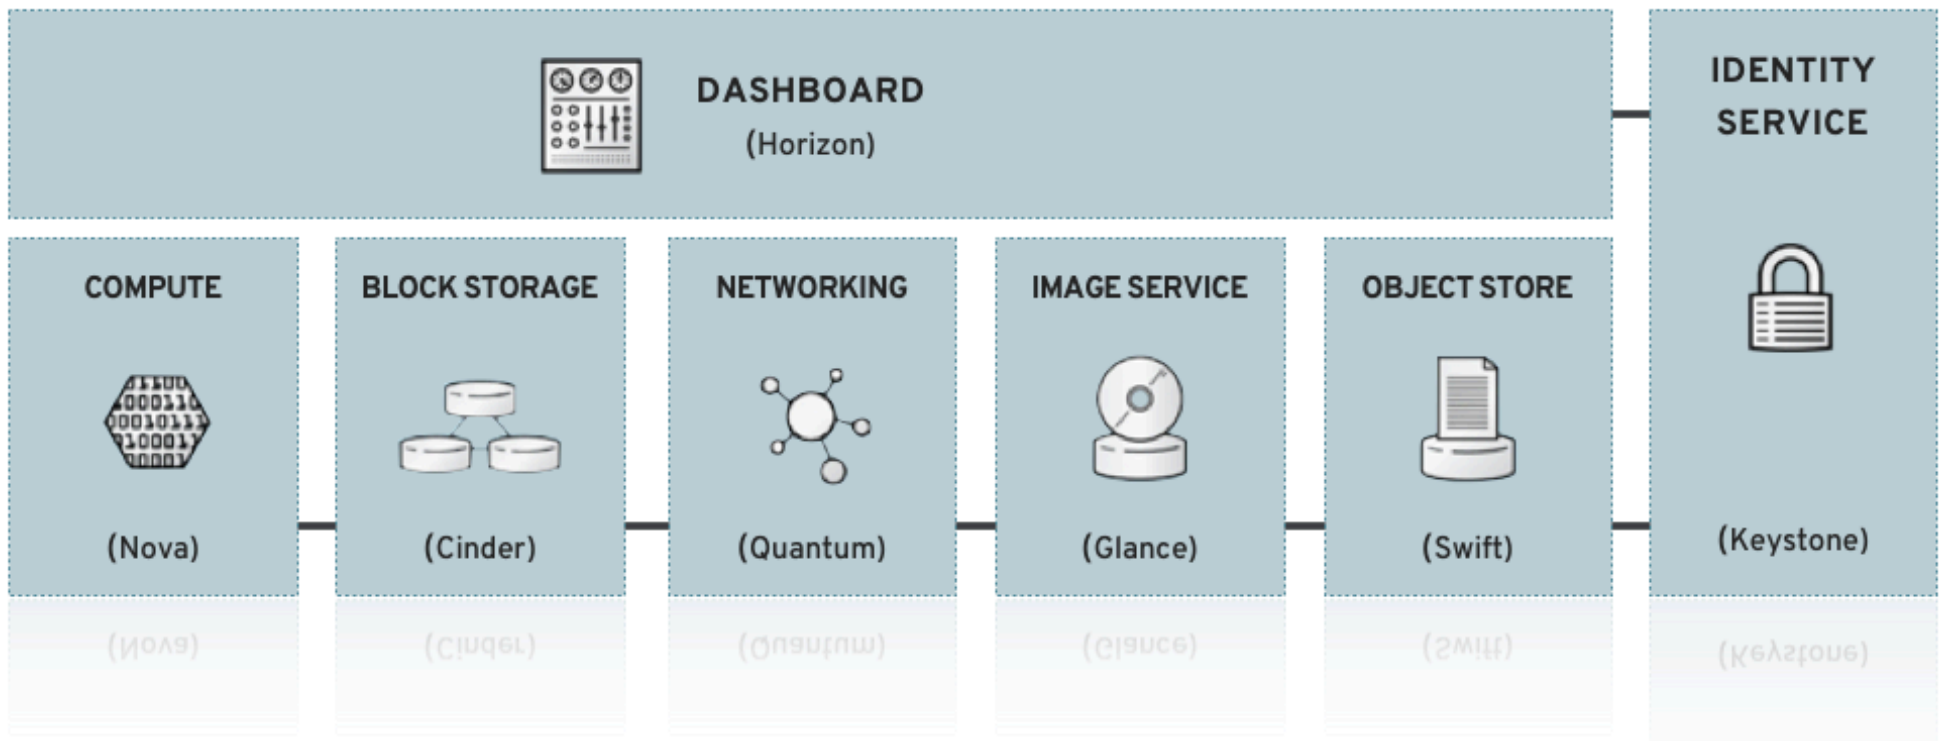 DASHBOARD
(Horizon)
IDENTITY
SERVICE
(Keystone)
COMPUTE
(Nova)
BLOCK STORAGE
(Cinder)
NETWORKING
(Quantum)
IMAGE SERVICE
(Glance)
OBJECT STORE
(Swift)